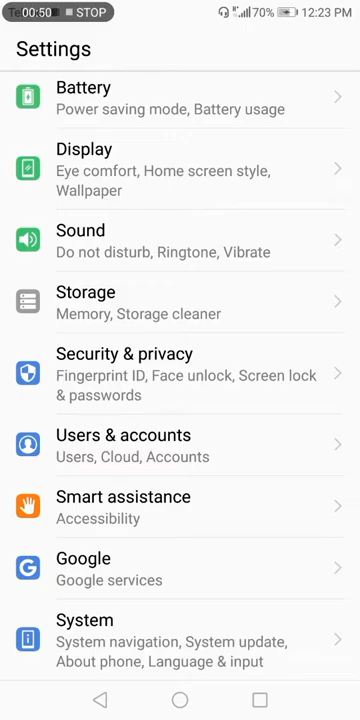 00:50 STOP
70% 12:23 PM
Settings
Battery
Power saving mode, Battery usage
Display
Eye comfort, Home screen style,
Wallpaper
Sound
Do not disturb, Ringtone, Vibrate
Storage
Memory, Storage cleaner
Security & privacy
Fingerprint ID, Face unlock, Screen lock
& passwords
Users & accounts
Users, Cloud, Accounts
Smart assistance
Accessibility
Google
Google services
System
System navigation, System update,
About phone, Language & input